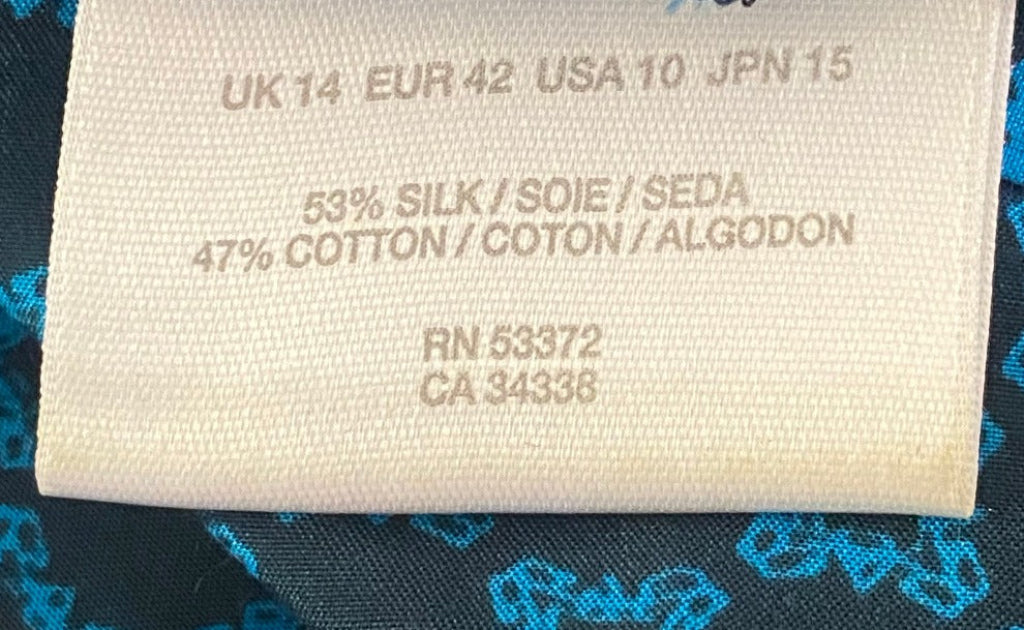 UK 14 EUR 42 USA 10 JPN 15
53% SILK / SOIE / SEDA
47% COTTON / COTON / ALGODON
RN 53372
CA 34338